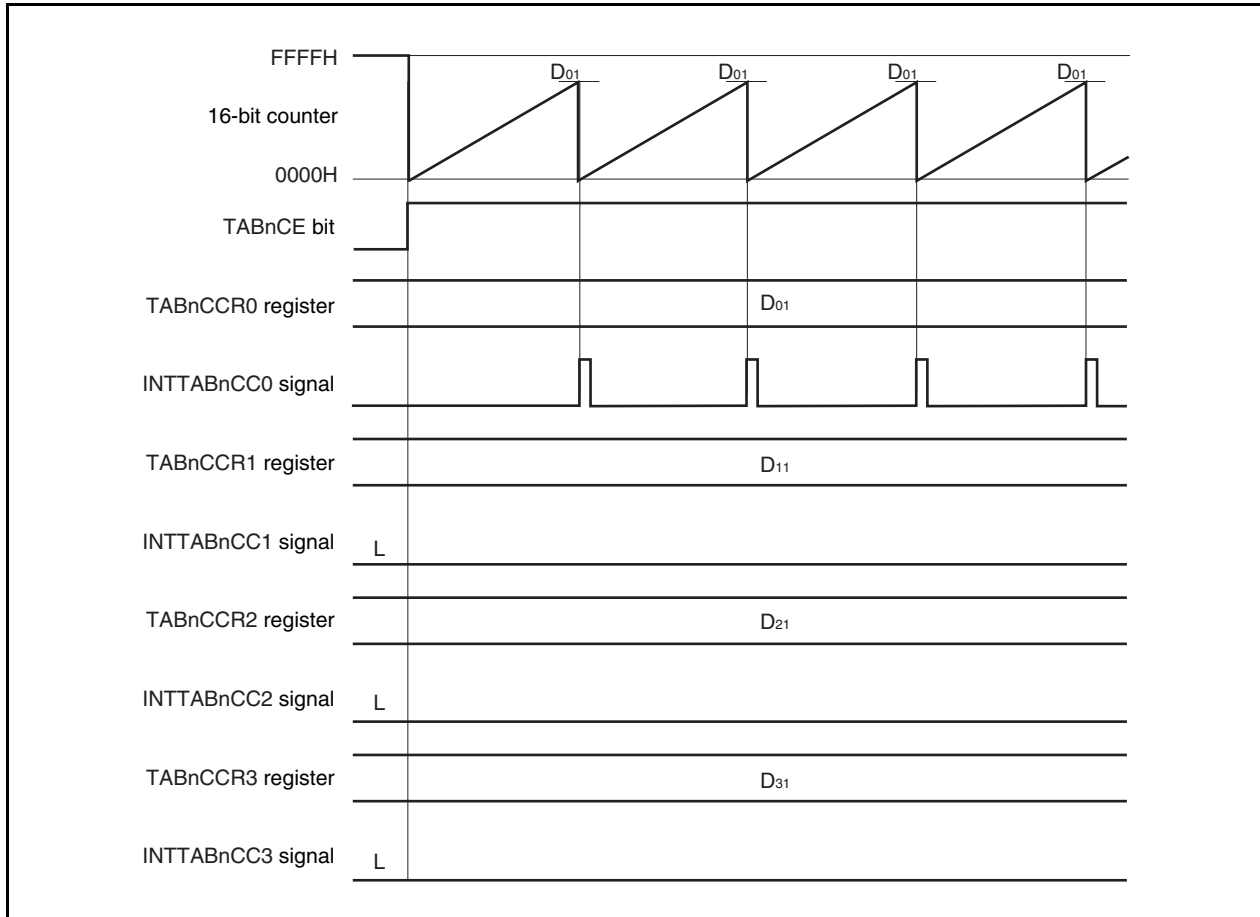 FFFFH
D01 D01 D01 D01
16-bit counter
0000H
TABnCE bit
TABnCCR0 register D01
INTTABnCC0 signal
TABnCCR1 register D11
INTTABnCC1 signal L
TABnCCR2 register D21
INTTABnCC2 signal L
TABnCCR3 register D31
INTTABnCC3 signal L